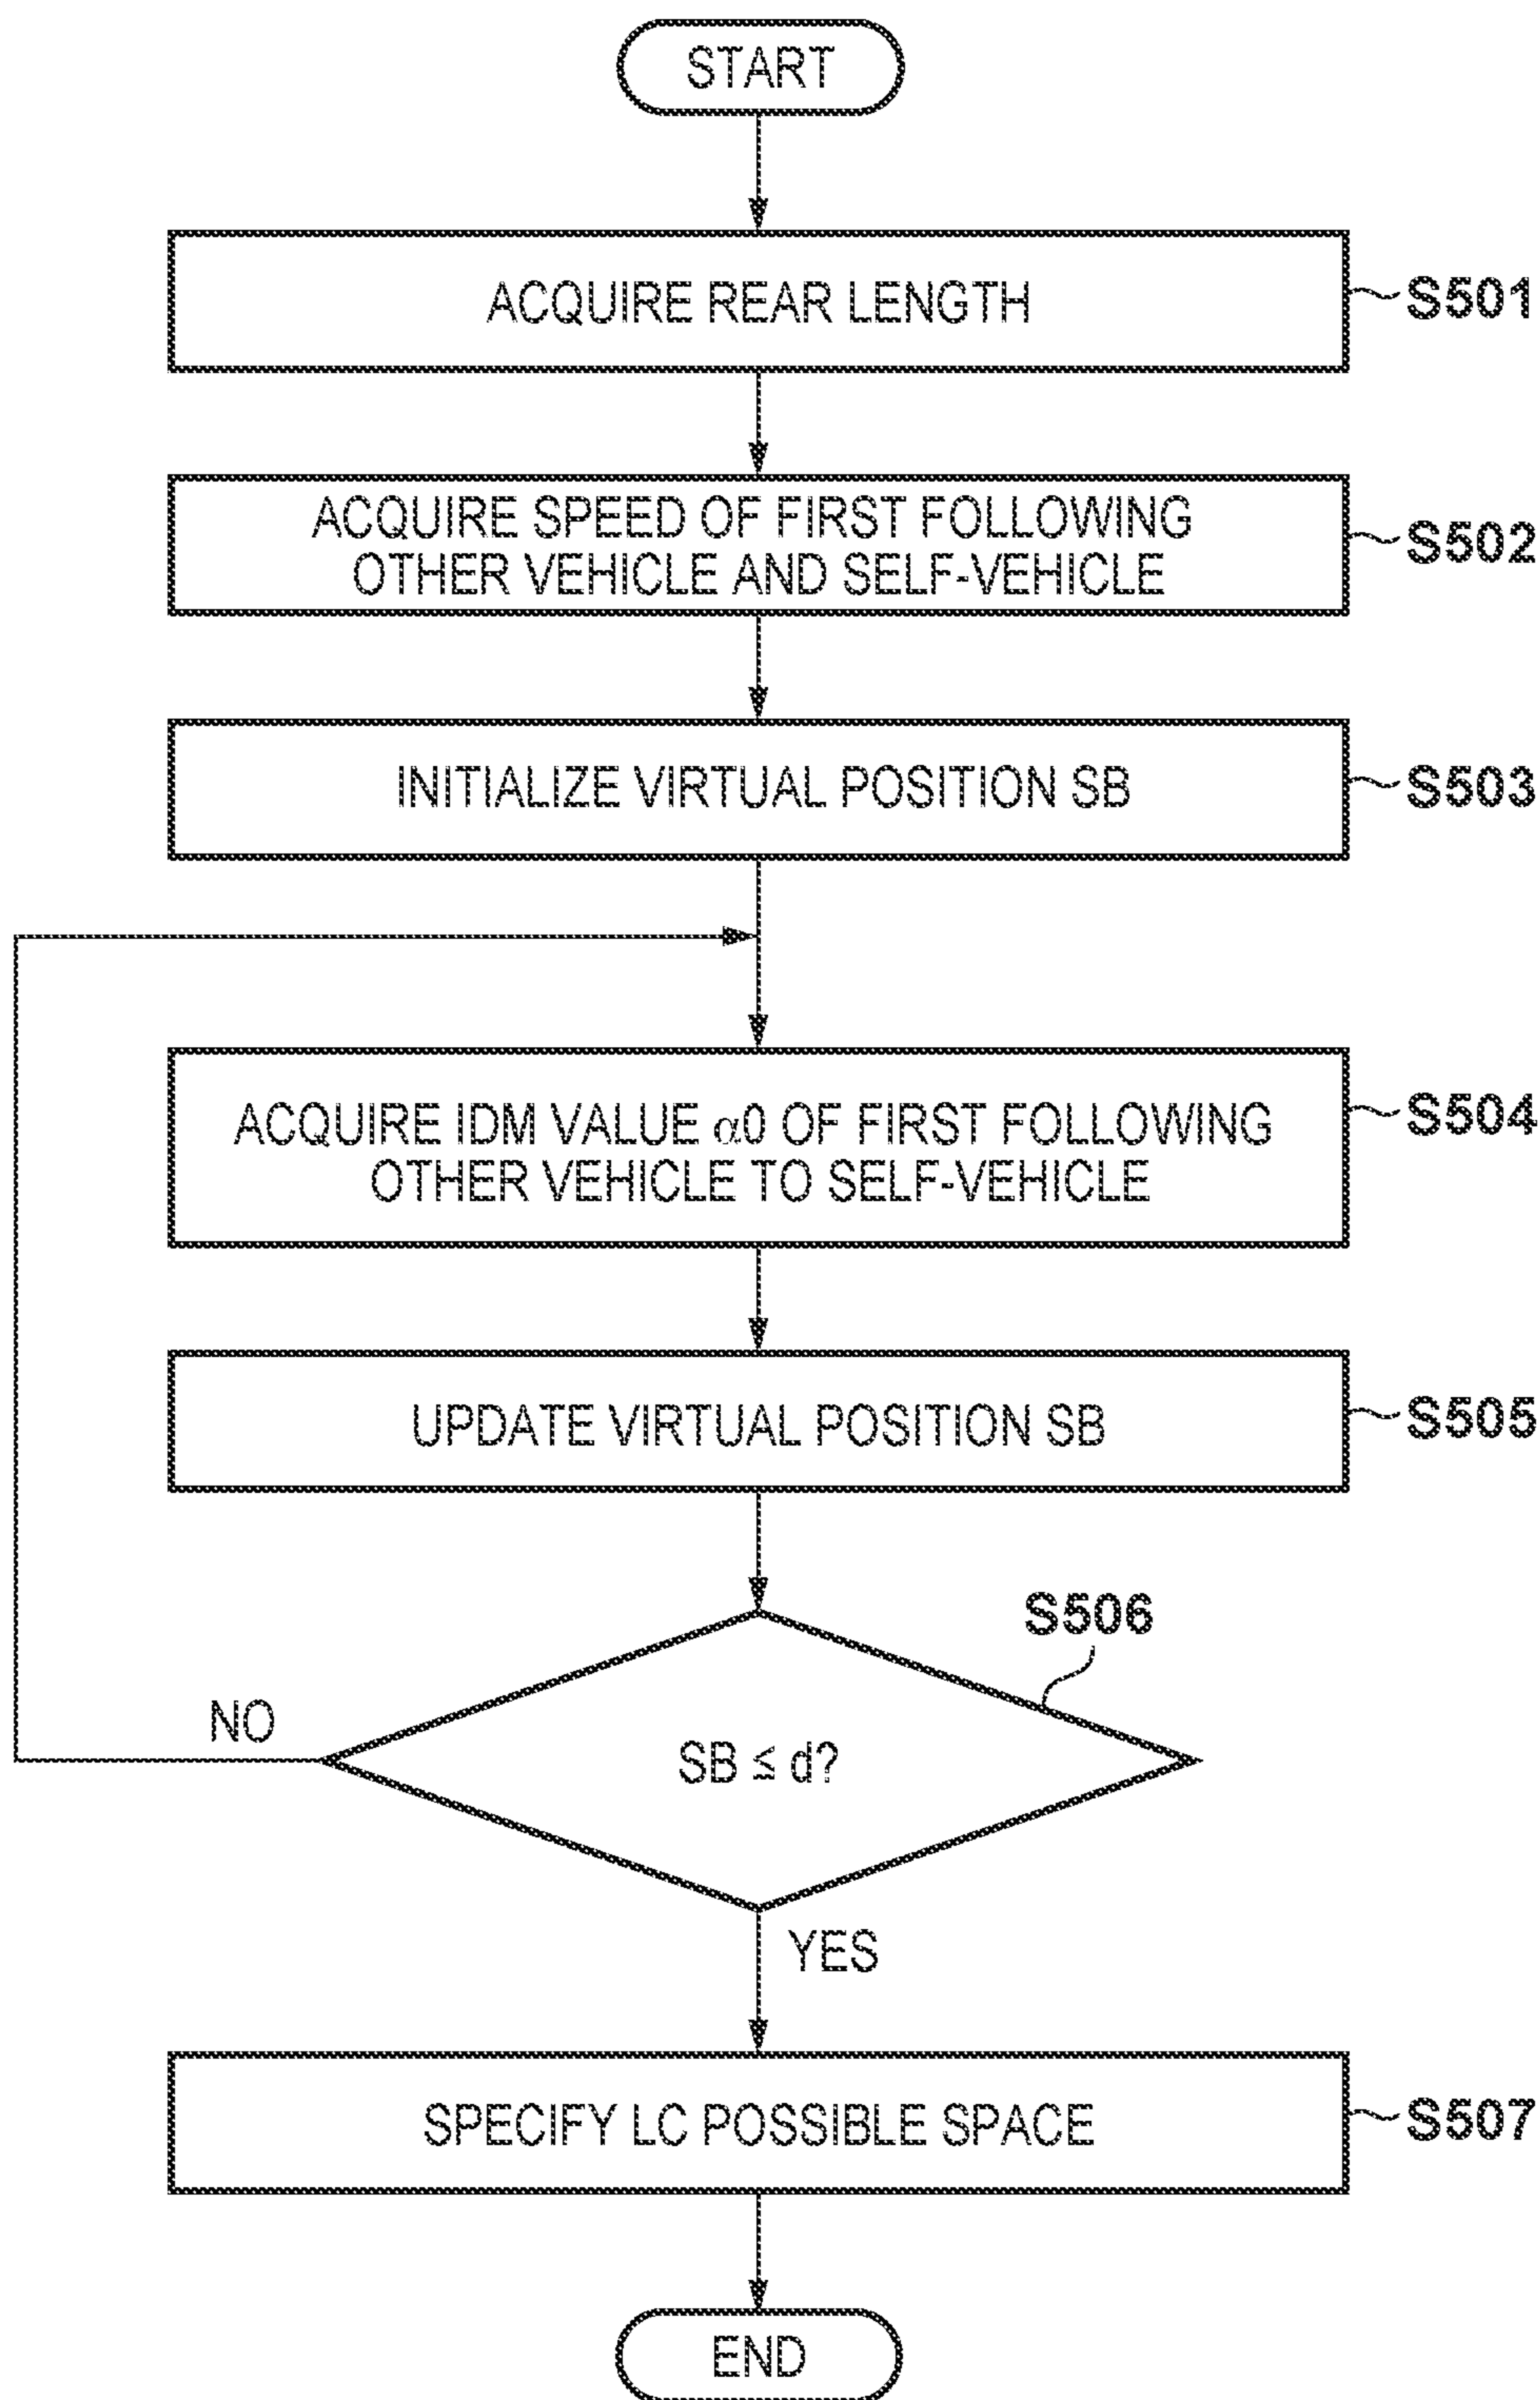 START
ACQUIRE REAR LENGTH
S501
ACQUIRE SPEED OF FIRST FOLLOWING
OTHER VEHICLE AND SELF-VEHICLE
S502
INITIALIZE VIRTUAL POSITION SB
S503
ACQUIRE IDM VALUE α0 OF FIRST FOLLOWING
OTHER VEHICLE TO SELF-VEHICLE
S504
UPDATE VIRTUAL POSITION SB
S505
S506
SB ≤ d?
NO
YES
SPECIFY LC POSSIBLE SPACE
S507
END